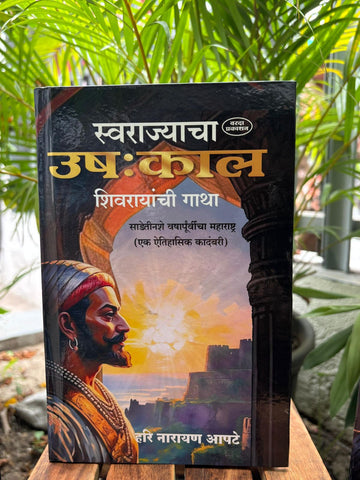 स्वराज्याचा
वरदा
प्रकाशन
उष:काल
शिवरायांची गाथा
साडेतीनशे वर्षापूर्वीचा महाराष्ट्र
(एक ऐतिहासिक कादंबरी)
हरि नारायण आपटे